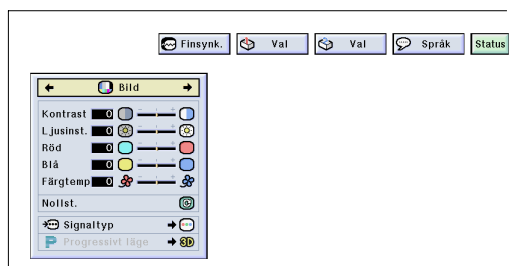 Finsynk. Val Val Språk Status
Bild
Kontrast 0
Ljusinst. 0
Röd 0
Blå 0
Färgtemp 0
Nollst.
Signaltyp
P Progressivt läge 3D